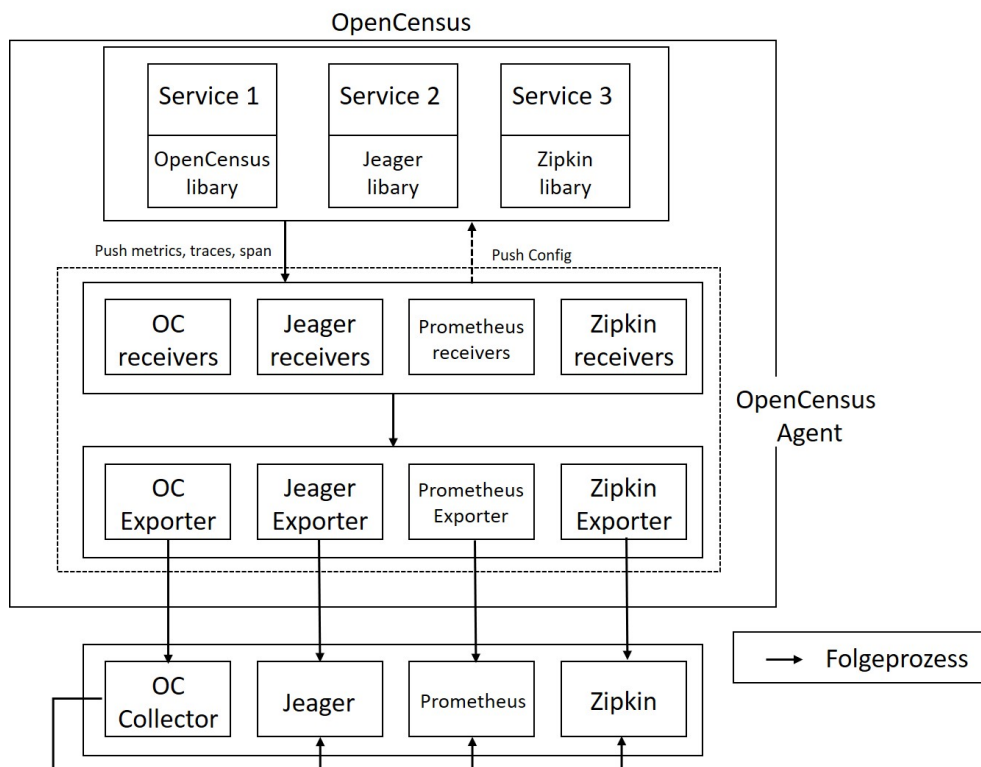 OpenCensus
Service 1
Service 2
Service 3
OpenCensus
libary
Jeager
libary
Zipkin
libary
Push metrics, traces, span
Push Config
OC
receivers
Jeager
receivers
Prometheus
receivers
Zipkin
receivers
OpenCensus
Agent
OC
Exporter
Jeager
Exporter
Prometheus
Exporter
Zipkin
Exporter
Folgeprozess
OC
Collector
Jeager
Prometheus
Zipkin